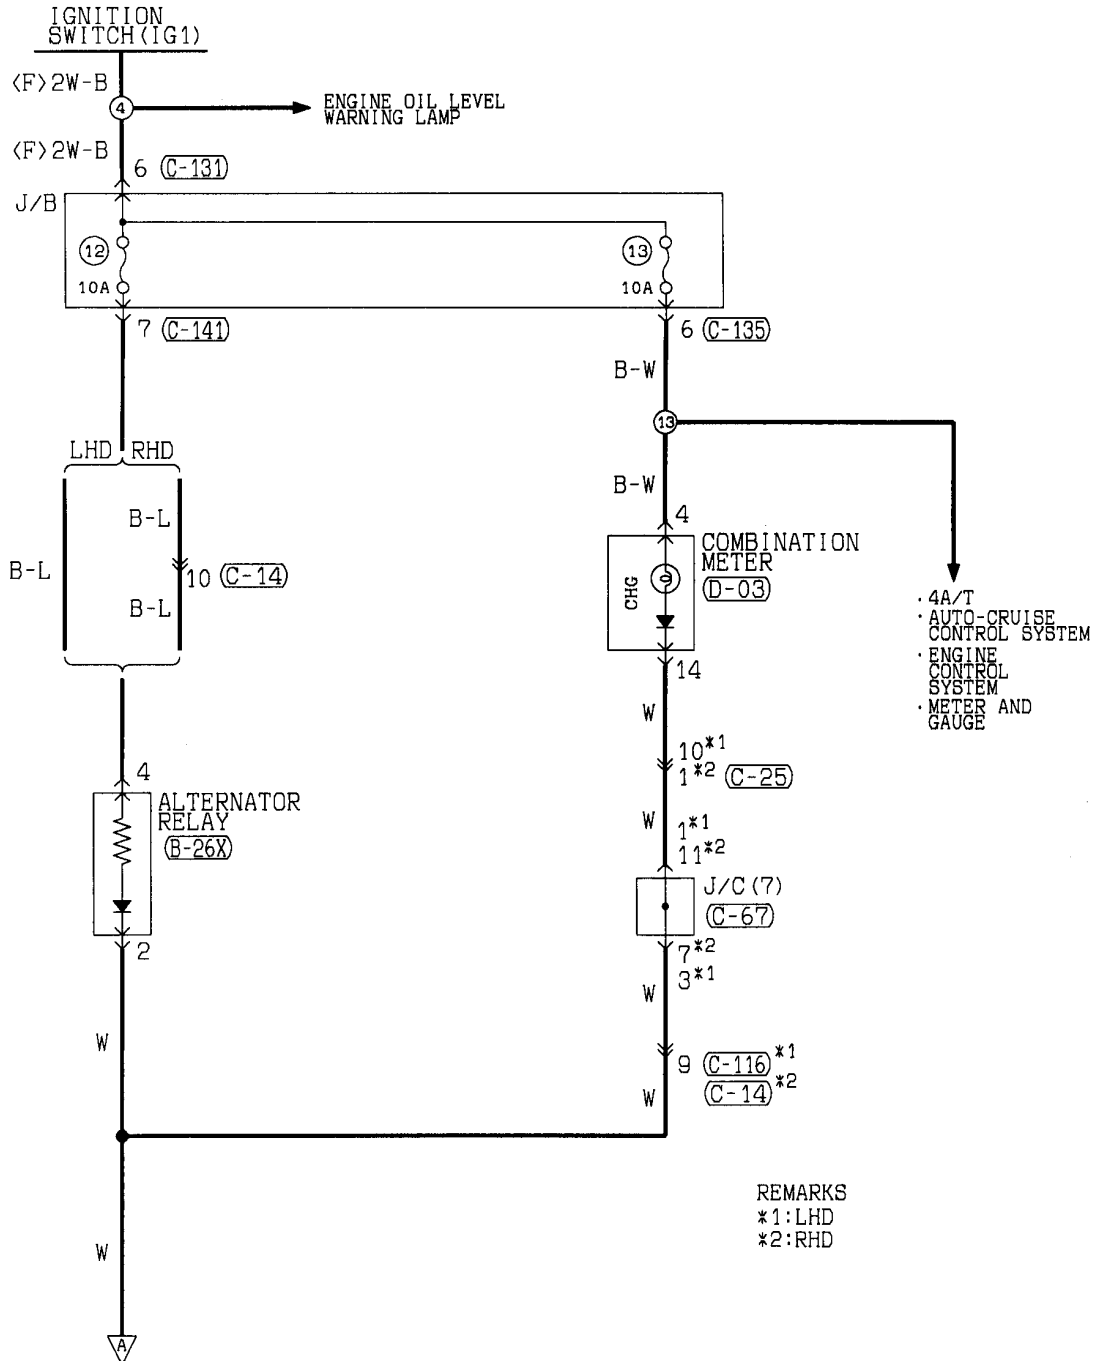 IGNITION
SWITCH(IG1)
<F>2W-B
4
ENGINE OIL LEVEL
WARNING LAMP
<F>2W-B
6 (C-131)
J/B
12
10A
13
10A
7 (C-141)
6 (C-135)
B-W
13
LHD RHD
B-W
B-L
B-L
10 (C-14)
B-L
4
COMBINATION
METER
(D-03)
CHG
14
· 4A/T
· AUTO-CRUISE
CONTROL SYSTEM
· ENGINE
CONTROL
SYSTEM
· METER AND
GAUGE
W
10*1
1*2 (C-25)
4
ALTERNATOR
RELAY
(B-26X)
W
1*1
11*2
J/C(7)
(C-67)
2
7*2
3*1
W
W
9 (C-116)*1
(C-14)*2
W
REMARKS
*1:LHD
*2:RHD
W
A